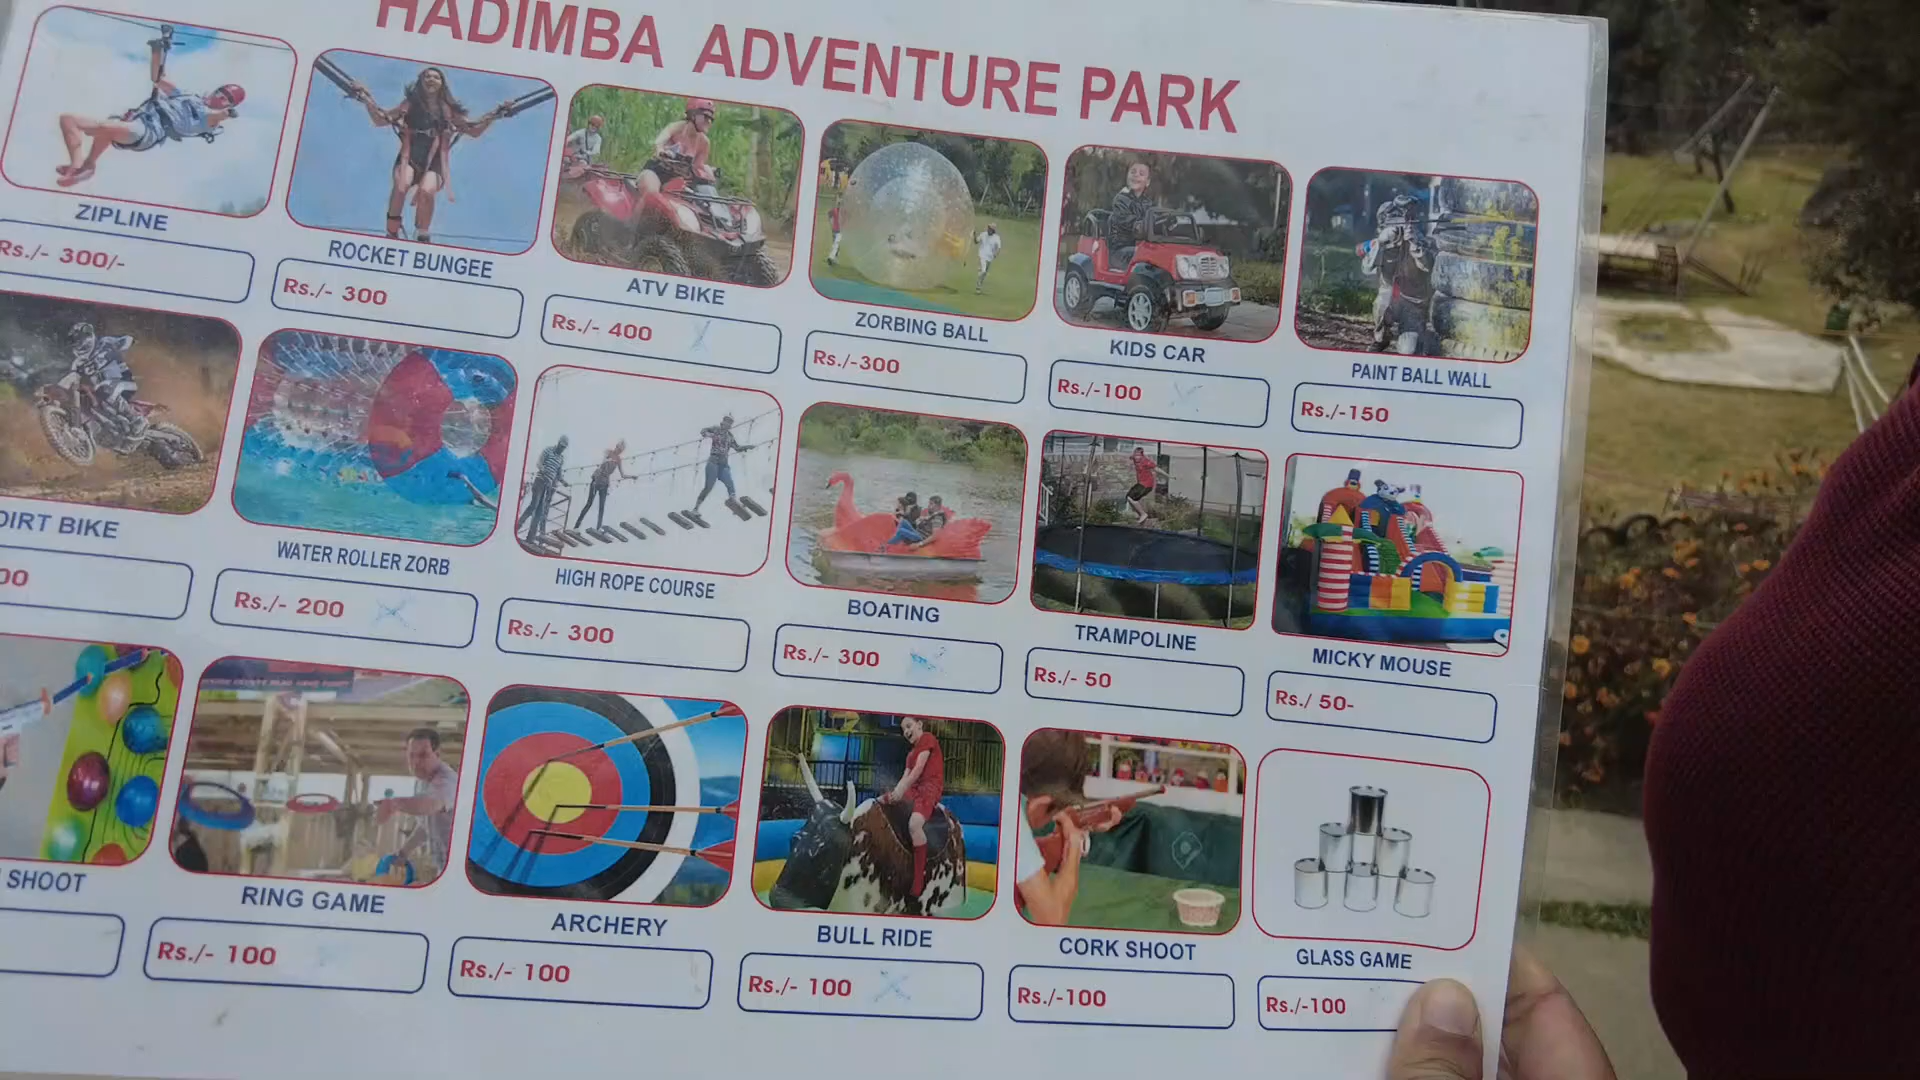 HADIMBA ADVENTURE PARK
ZIPLINE
Rs./- 300/-
ROCKET BUNGEE
Rs./- 300
ATV BIKE
Rs./- 400
ZORBING BALL
Rs./-300
KIDS CAR
Rs./-100
PAINT BALL WALL
Rs./-150
DIRT BIKE
00
WATER ROLLER ZORB
Rs./- 200
HIGH ROPE COURSE
Rs./- 300
BOATING
Rs./- 300
TRAMPOLINE
Rs./- 50
MICKY MOUSE
Rs./ 50-
SHOOT
RING GAME
Rs./- 100
ARCHERY
Rs./- 100
BULL RIDE
Rs./- 100
CORK SHOOT
Rs./-100
GLASS GAME
Rs./-100